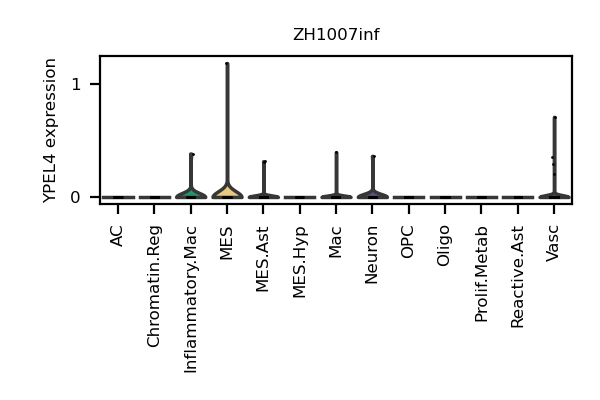 ZH1007inf
YPEL4 expression
1
0
AC
Chromatin.Reg
Inflammatory.Mac
MES
MES.Ast
MES.Hyp
Mac
Neuron
OPC
Oligo
Prolif.Metab
Reactive.Ast
Vasc